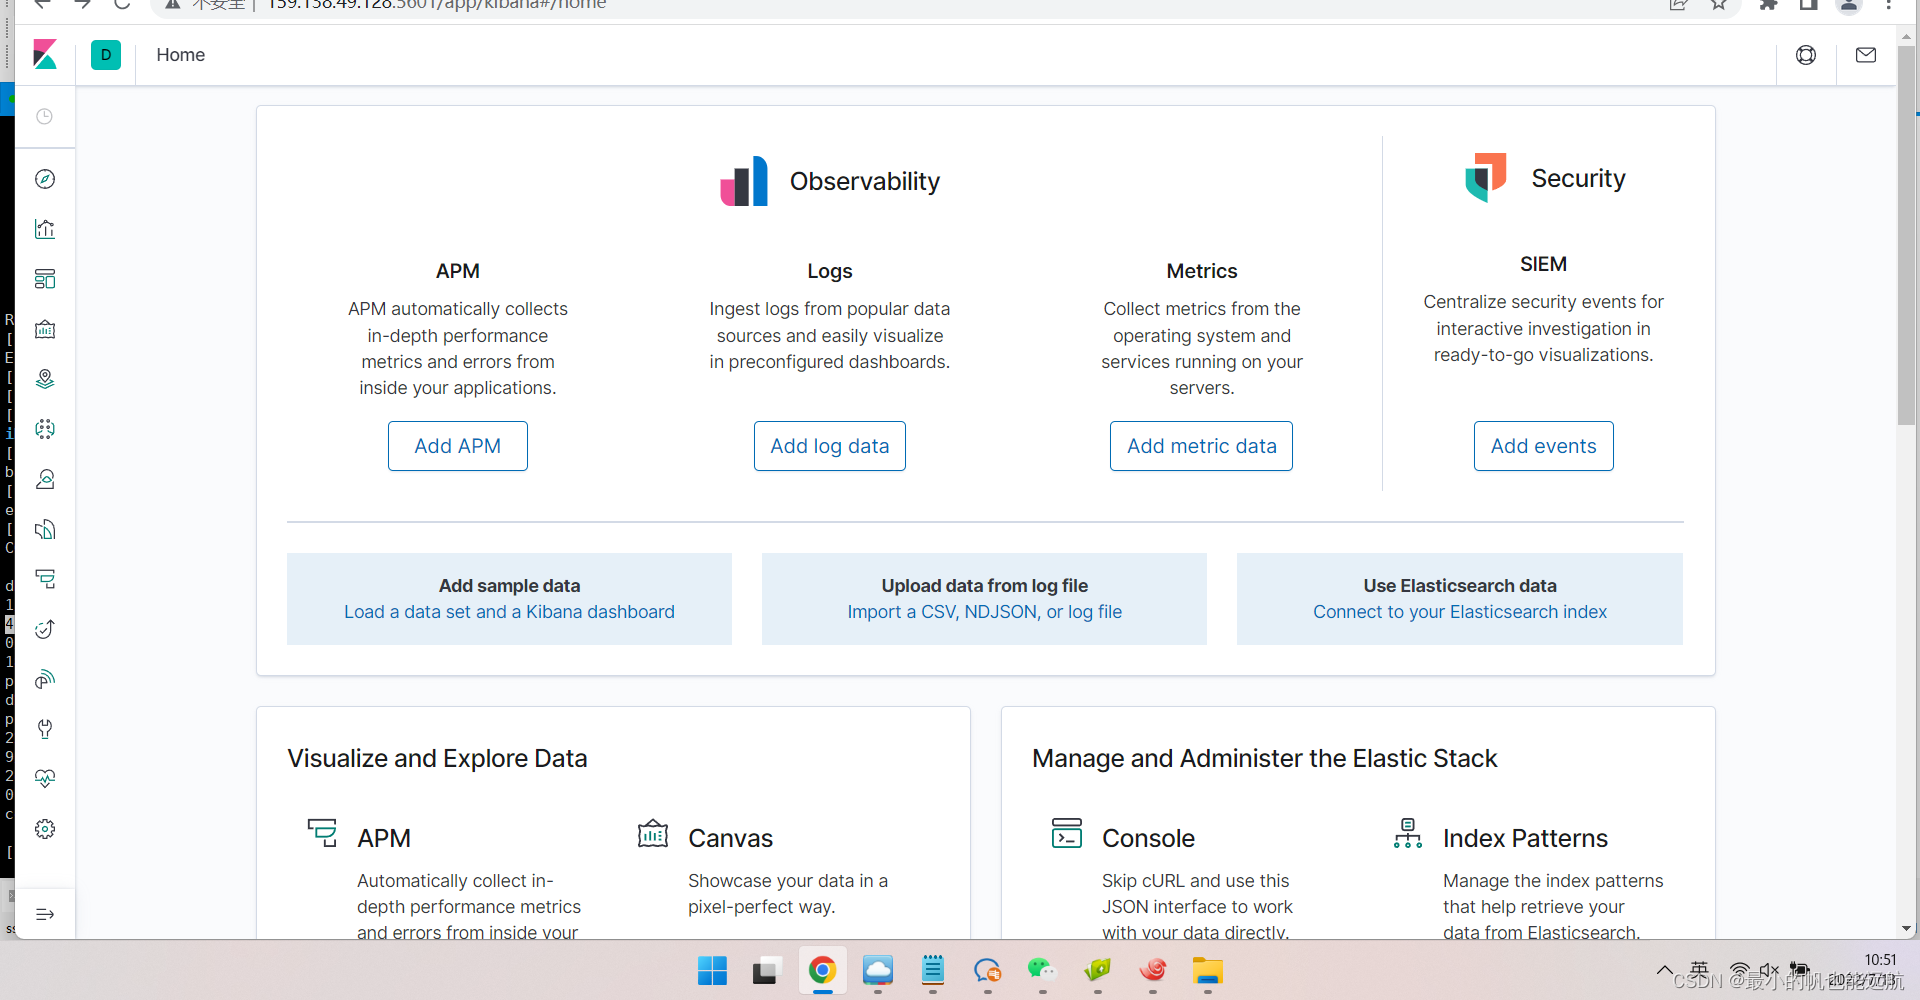 不安全 | 159.138.49.128:5601/app/kibana#/home
D
Home
Observability
Security
APM
APM automatically collects
in-depth performance
metrics and errors from
inside your applications.
Add APM
Logs
Ingest logs from popular data
sources and easily visualize
in preconfigured dashboards.
Add log data
Metrics
Collect metrics from the
operating system and
services running on your
servers.
Add metric data
SIEM
Centralize security events for
interactive investigation in
ready-to-go visualizations.
Add events
Add sample data
Load a data set and a Kibana dashboard
Upload data from log file
Import a CSV, NDJSON, or log file
Use Elasticsearch data
Connect to your Elasticsearch index
Visualize and Explore Data
APM
Automatically collect in-
depth performance metrics
and errors from inside your
Canvas
Showcase your data in a
pixel-perfect way.
Manage and Administer the Elastic Stack
Console
Skip cURL and use this
JSON interface to work
with your data directly.
Index Patterns
Manage the index patterns
that help retrieve your
data from Elasticsearch.
英
10:51
CSDN @最小的帆也能远航